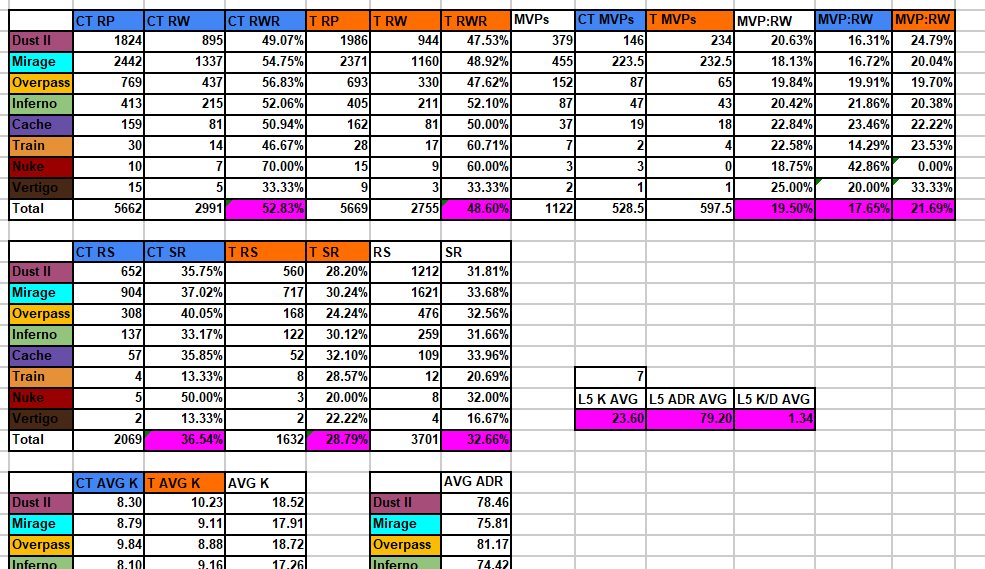 CT RP CT RW CT RWR T RP T RW T RWR MVPs CT MVPs T MVPs MVP:RW MVP:RW MVP:RW
Dust II 1824 895 49.07% 1986 944 47.53% 379 146 234 20.63% 16.31% 24.79%
Mirage 2442 1337 54.75% 2371 1160 48.92% 455 223.5 232.5 18.13% 16.72% 20.04%
Overpass 769 437 56.83% 693 330 47.62% 152 87 65 19.84% 19.91% 19.70%
Inferno 413 215 52.06% 405 211 52.10% 87 47 43 20.42% 21.86% 20.38%
Cache 159 81 50.94% 162 81 50.00% 37 19 18 22.84% 23.46% 22.22%
Train 30 14 46.67% 28 17 60.71% 7 2 4 22.58% 14.29% 23.53%
Nuke 10 7 70.00% 15 9 60.00% 3 3 0 18.75% 42.86% 0.00%
Vertigo 15 5 33.33% 9 3 33.33% 2 1 1 25.00% 20.00% 33.33%
Total 5662 2991 52.83% 5669 2755 48.60% 1122 528.5 597.5 19.50% 17.65% 21.69%
CT RS CT SR T RS T SR RS SR
Dust II 652 35.75% 560 28.20% 1212 31.81%
Mirage 904 37.02% 717 30.24% 1621 33.68%
Overpass 308 40.05% 168 24.24% 476 32.56%
Inferno 137 33.17% 122 30.12% 259 31.66%
Cache 57 35.85% 52 32.10% 109 33.96%
Train 4 13.33% 8 28.57% 12 20.69% 7
Nuke 5 50.00% 3 20.00% 8 32.00% L5 K AVG L5 ADR AVG L5 K/D AVG
Vertigo 2 13.33% 2 22.22% 4 16.67% 23.60 79.20 1.34
Total 2069 36.54% 1632 28.79% 3701 32.66%
CT AVG K T AVG K AVG K AVG ADR
Dust II 8.30 10.23 18.52 Dust II 78.46
Mirage 8.79 9.11 17.91 Mirage 75.81
Overpass 9.84 8.88 18.72 Overpass 81.17
Inferno 8.10 9.16 17.26 Inferno 74.42